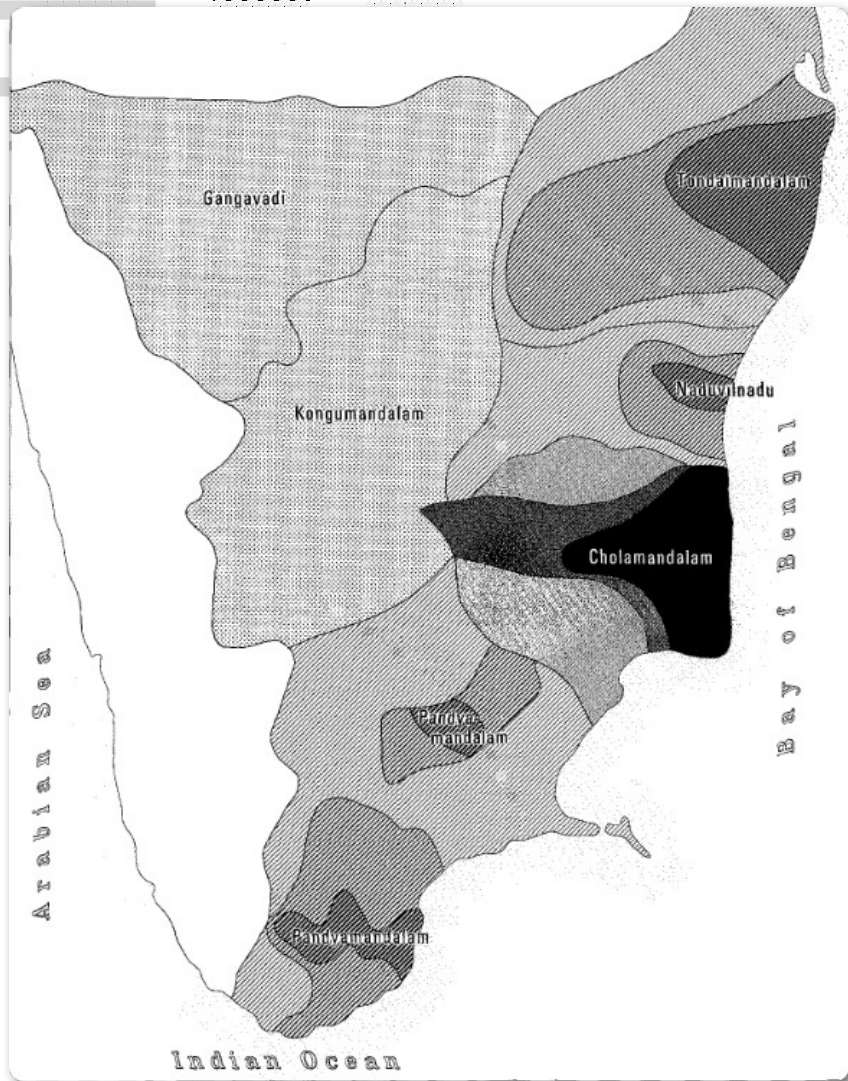 Tondaimandalam
Gangavadi
Naduvilnadu
Kongumandalam
Cholamandalam
Bay of Bengal
Pandya-
mandalam
Arabian Sea
Pandyamandalam
Indian Ocean